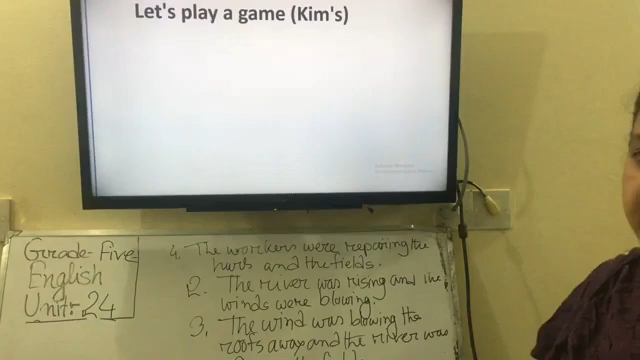 Let's play a game (Kim's)
Grade-Five
English
Unit: 24
4. The workers were repairing the
huts and the fields.
2. The river was rising and the
winds were blowing.
3. The wind was blowing the
roofs away and the river was